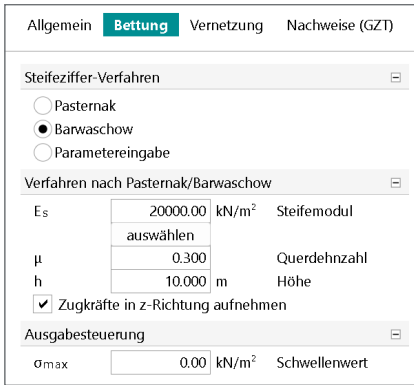 Allgemein Bettung Vernetzung Nachweise (GZT)
Steifeziffer-Verfahren
Pasternak
Barwaschow
Parametereingabe
Verfahren nach Pasternak/Barwaschow
Es 20000.00 kN/m² Steifemodul
auswählen
μ 0.300 Querdehnzahl
h 10.000 m Höhe
Zugkräfte in z-Richtung aufnehmen
Ausgabesteuerung
σmax 0.00 kN/m² Schwellenwert